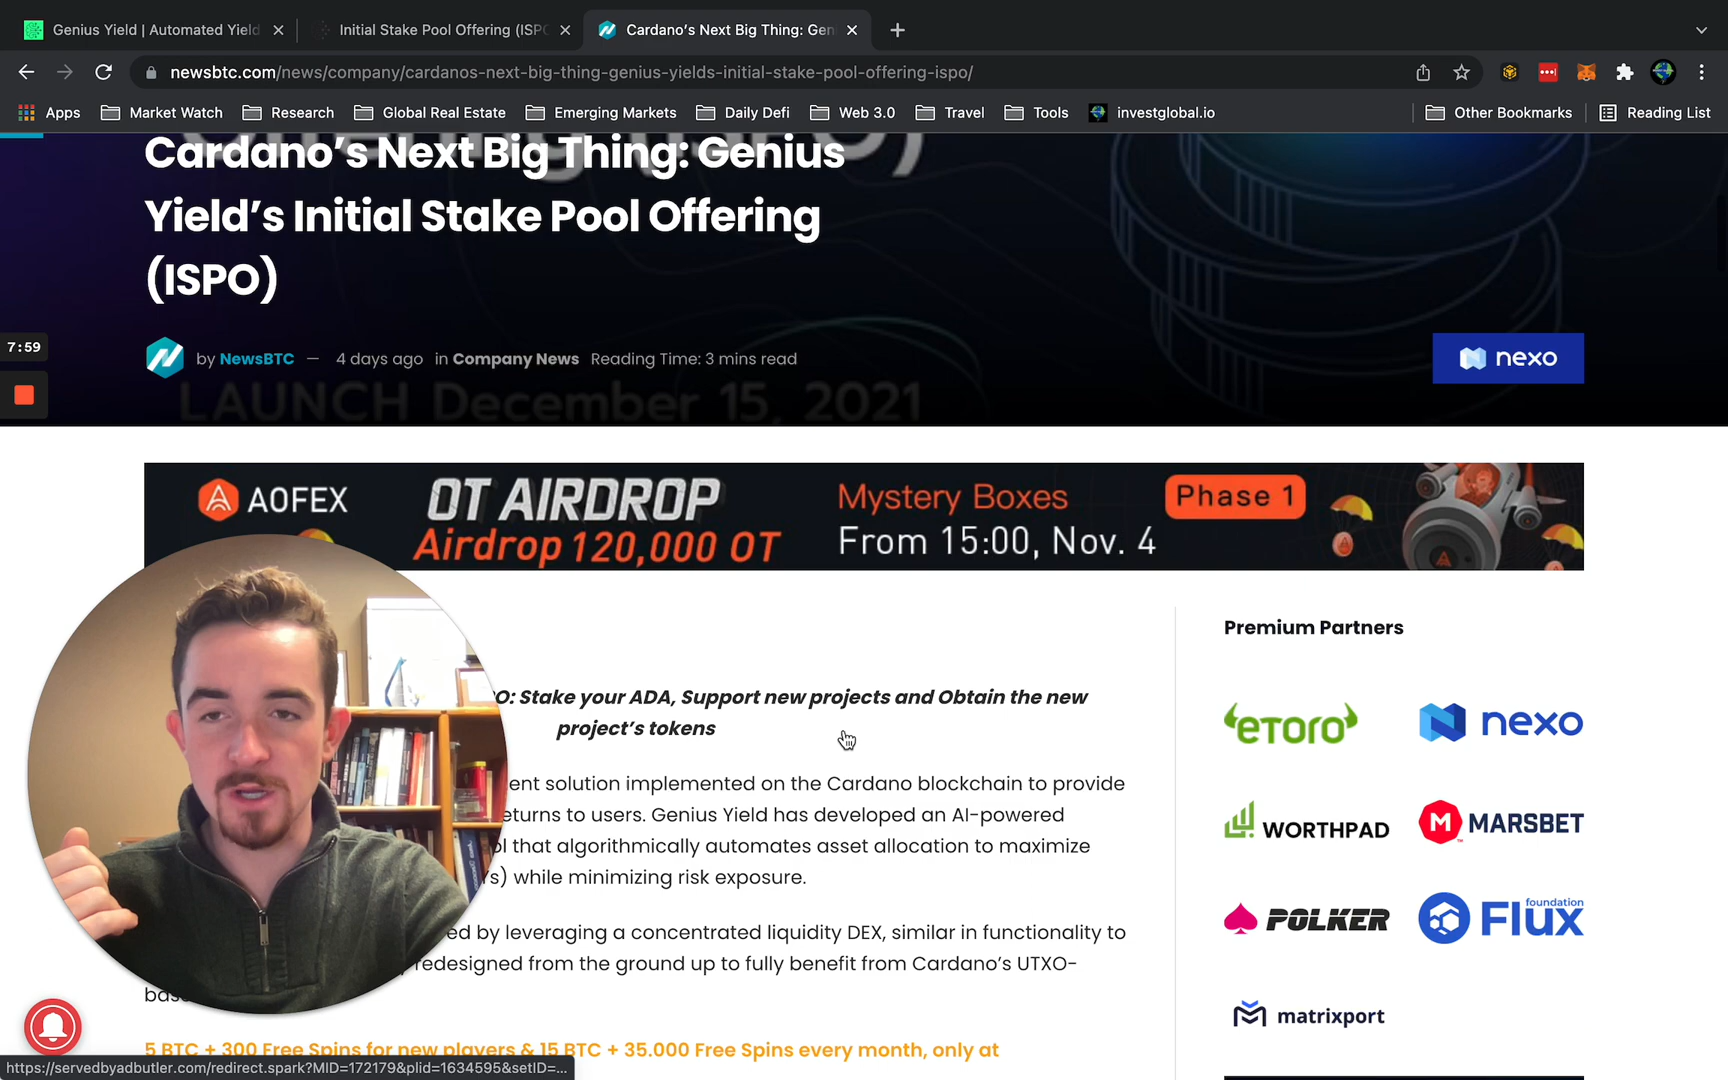 Genius Yield | Automated Yield
Initial Stake Pool Offering (ISPO
Cardano's Next Big Thing: Gen
newsbtc.com/news/company/cardanos-next-big-thing-genius-yields-initial-stake-pool-offering-ispo/
Apps Market Watch Research Global Real Estate Emerging Markets Daily Defi Web 3.0 Travel Tools investglobal.io Other Bookmarks Reading List
Cardano's Next Big Thing: Genius
Yield's Initial Stake Pool Offering
(ISPO)
7:59
by NewsBTC — 4 days ago in Company News Reading Time: 3 mins read
nexo
LAUNCH December 15, 2021
AOFEX
OT AIRDROP
Airdrop 120,000 OT
Mystery Boxes
From 15:00, Nov. 4
Phase 1
O: Stake your ADA, Support new projects and Obtain the new
project's tokens
ent solution implemented on the Cardano blockchain to provide
eturns to users. Genius Yield has developed an AI-powered
ol that algorithmically automates asset allocation to maximize
s) while minimizing risk exposure.
ed by leveraging a concentrated liquidity DEX, similar in functionality to
redesigned from the ground up to fully benefit from Cardano's UTXO-
bas
5 BTC + 300 Free Spins for new players & 15 BTC + 35.000 Free Spins every month, only at
Premium Partners
eToro
nexo
WORTHPAD
MARSBET
POLKER
Flux
foundation
matrixport
https://servedbyadbutler.com/redirect.spark?MID=172179&plid=1634595&setID=...